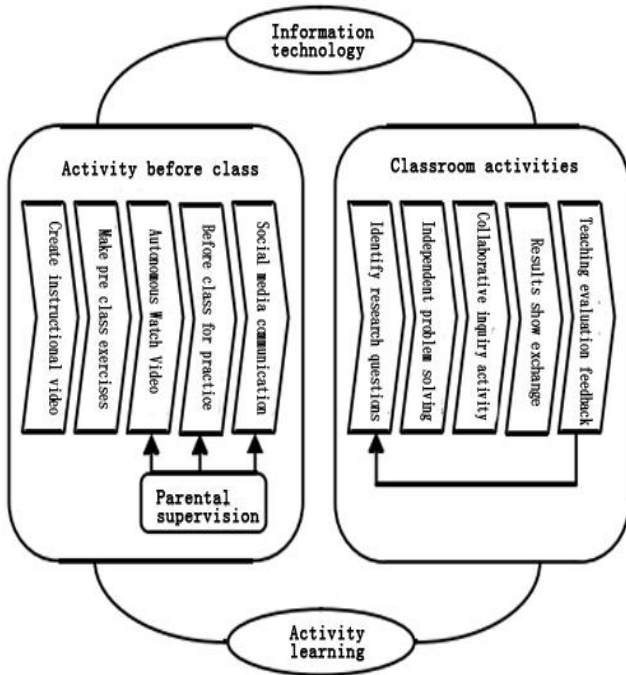 Information
technology
Activity before class
Create instructional video
Make pre class exercises
Autonomous Watch Video
Before class for practice
Social media communication
Parental
supervision
Classroom activities
Identify research questions
Independent problem solving
Collaborative inquiry activity
Results show exchange
Teaching evaluation feedback
Activity
learning